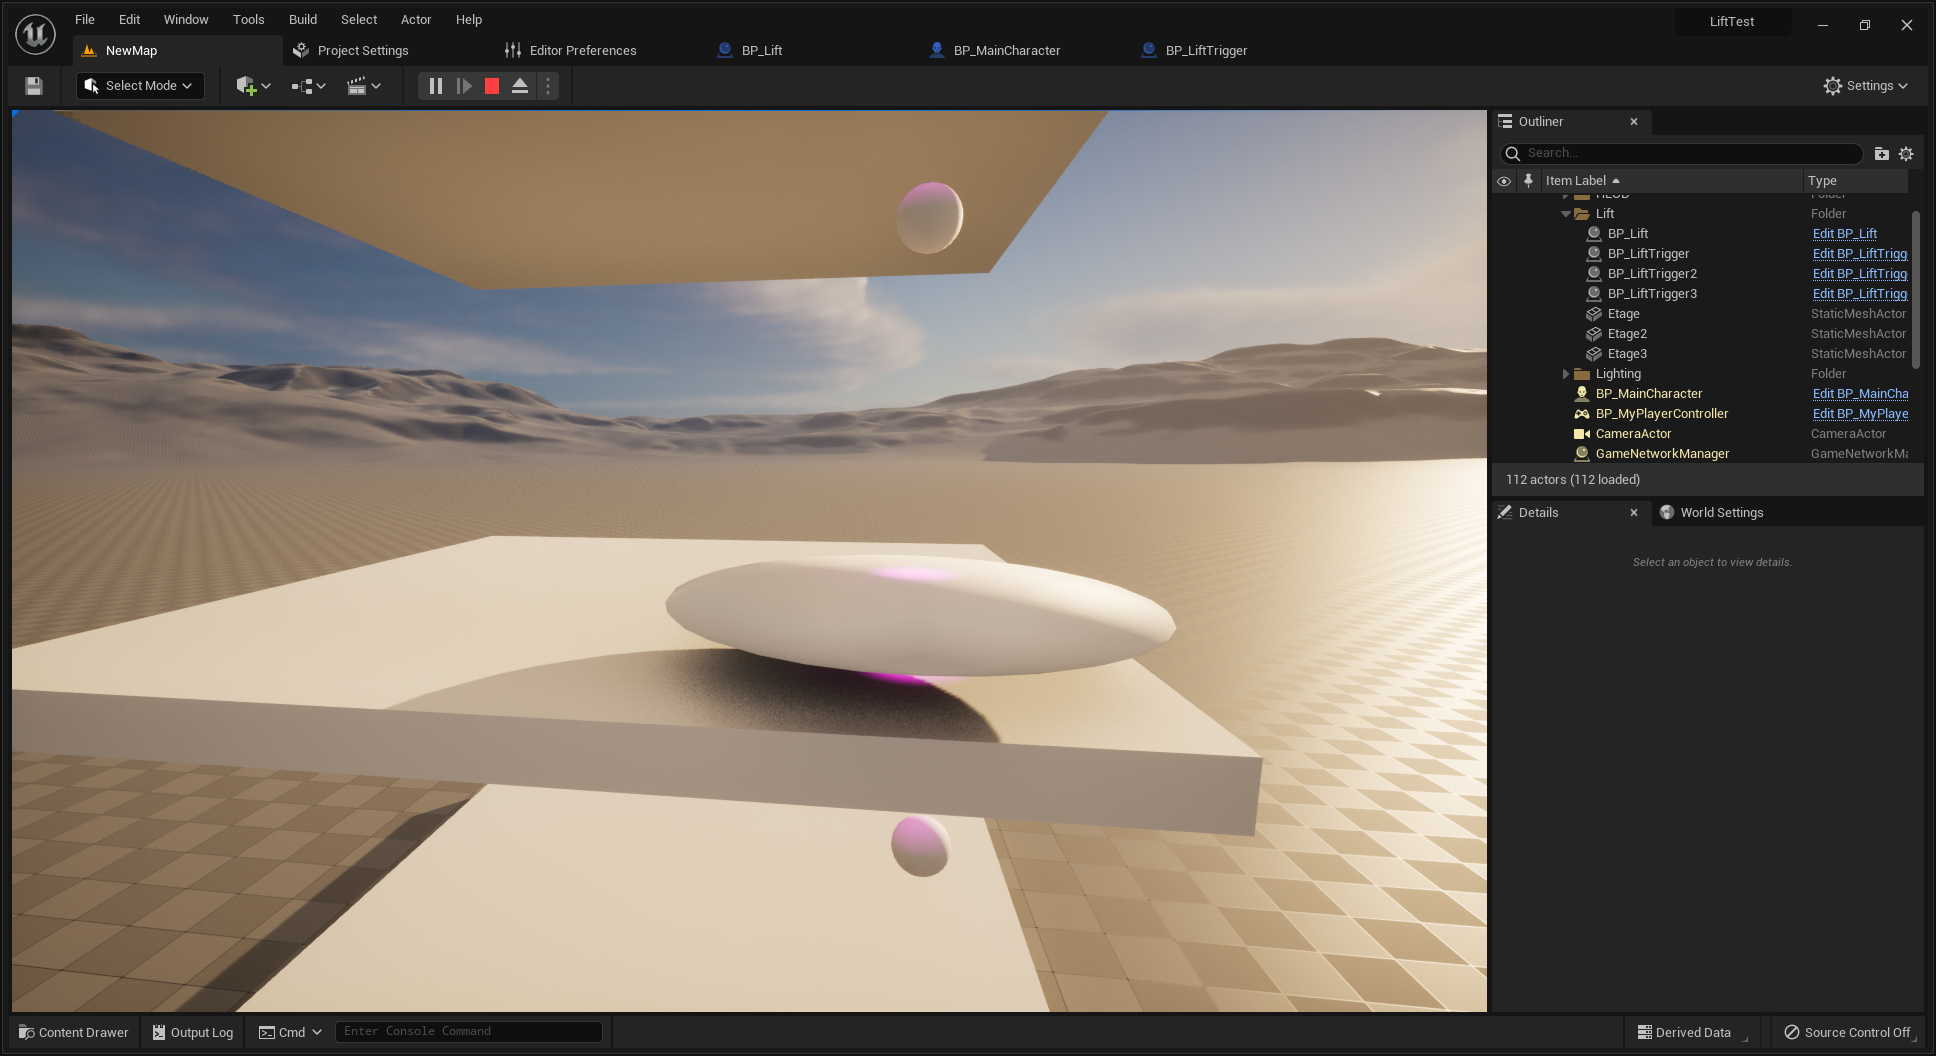 File Edit Window Tools Build Select Actor Help
LiftTest
NewMap
Project Settings
Editor Preferences
BP_Lift
BP_MainCharacter
BP_LiftTrigger
Select Mode
Settings
Outliner
Search...
Item Label
Type
HLOD Folder
Lift Folder
BP_Lift Edit BP_Lift
BP_LiftTrigger Edit BP_LiftTrigg
BP_LiftTrigger2 Edit BP_LiftTrigg
BP_LiftTrigger3 Edit BP_LiftTrigg
Etage StaticMeshActor
Etage2 StaticMeshActor
Etage3 StaticMeshActor
Lighting Folder
BP_MainCharacter Edit BP_MainCha
BP_MyPlayerController Edit BP_MyPlaye
CameraActor CameraActor
GameNetworkManager GameNetworkMa
112 actors (112 loaded)
Details
World Settings
Select an object to view details.
Content Drawer
Output Log
Cmd
Enter Console Command
Derived Data
Source Control Off